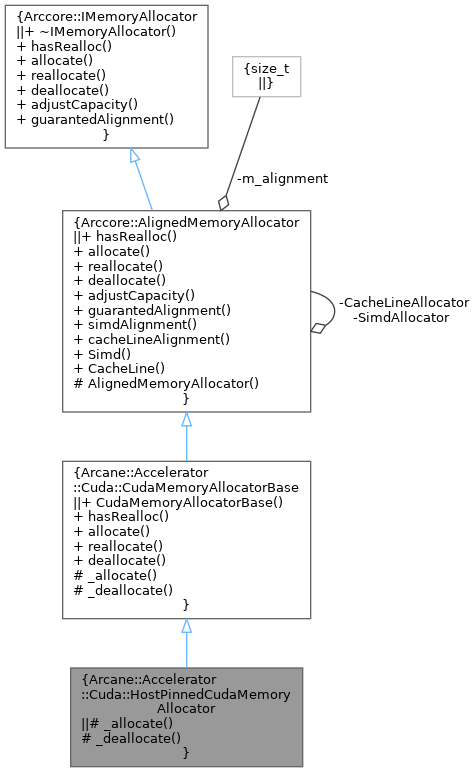 {Arccore::IMemoryAllocator
||+ ~IMemoryAllocator()
+ hasRealloc()
+ allocate()
+ reallocate()
+ deallocate()
+ adjustCapacity()
+ guarantedAlignment()
}
{size_t
||}
-m_alignment
{Arccore::AlignedMemoryAllocator
||+ hasRealloc()
+ allocate()
+ reallocate()
+ deallocate()
+ adjustCapacity()
+ guarantedAlignment()
+ simdAlignment()
+ cacheLineAlignment()
+ Simd()
+ CacheLine()
# AlignedMemoryAllocator()
}
-CacheLineAllocator
-SimdAllocator
{Arcane::Accelerator
::Cuda::CudaMemoryAllocatorBase
||+ CudaMemoryAllocatorBase()
+ hasRealloc()
+ allocate()
+ reallocate()
+ deallocate()
# _allocate()
# _deallocate()
}
{Arcane::Accelerator
::Cuda::HostPinnedCudaMemory
Allocator
||# _allocate()
# _deallocate()
}